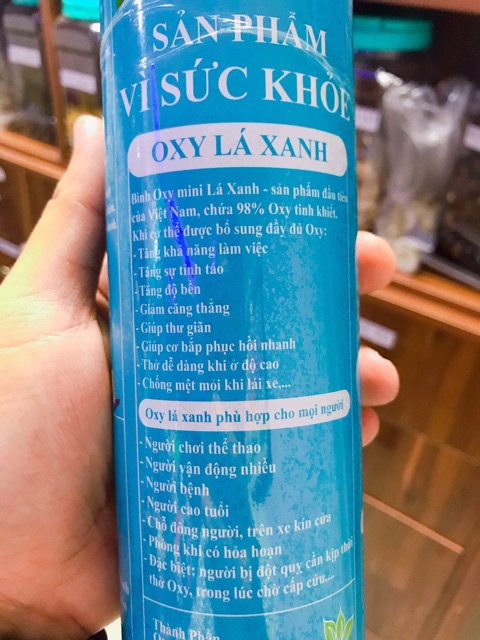 SẢN PHẨM
VÌ SỨC KHỎE
OXY LÁ XANH
Bình Oxy mini Lá Xanh - sản phẩm đầu tiên
của Việt Nam, chứa 98% Oxy tinh khiết.
Khi cơ thể được bổ sung đầy đủ Oxy:
- Tăng khả năng làm việc
- Tăng sự tỉnh táo
- Tăng độ bền
- Giảm căng thẳng
- Giúp thư giãn
- Giúp cơ bắp phục hồi nhanh
- Thở dễ dàng khi ở độ cao
- Chống mệt mỏi khi lái xe,...
Oxy lá xanh phù hợp cho mọi người
- Người chơi thể thao
- Người vận động nhiều
- Người bệnh
- Người cao tuổi
- Chỗ đông người, trên xe kín cửa
- Phòng khi có hỏa hoạn
- Đặc biệt: người bị đột quỵ cần kịp thời
thở Oxy, trong lúc chờ cấp cứu,...
Thành Phần